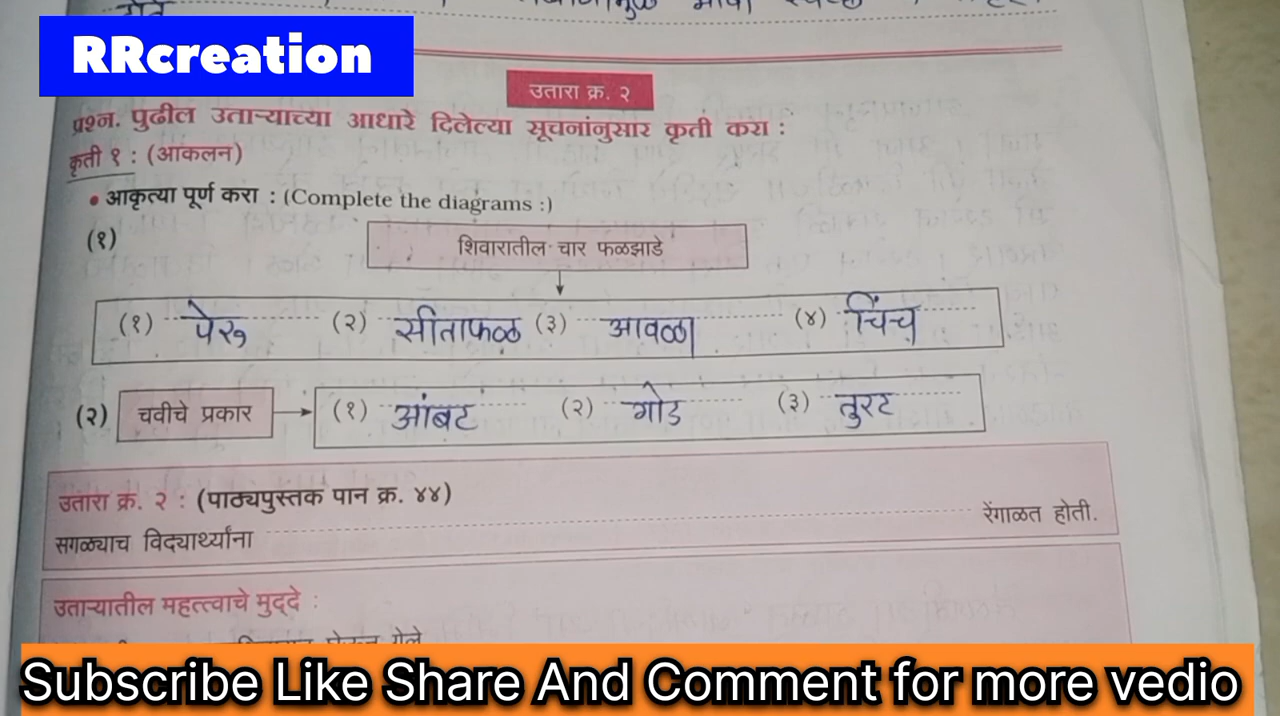 RRcreation
उतारा क्र. २
प्रश्न. पुढील उताऱ्याच्या आधारे दिलेल्या सूचनांनुसार कृती करा :
कृती १ : (आकलन)
• आकृत्या पूर्ण करा : (Complete the diagrams :)
(१) शिवारातील चार फळझाडे
(१) पेरू (२) सीताफळ (३) आवळा (४) चिंच
(२) चवीचे प्रकार (१) आंबट (२) गोड (३) तुरट
उतारा क्र. २ : (पाठ्यपुस्तक पान क्र. ४४)
सगळ्याच विद्यार्थ्यांना रेंगाळत होती.
उताऱ्यातील महत्त्वाचे मुद्दे :
Subscribe Like Share And Comment for more vedio